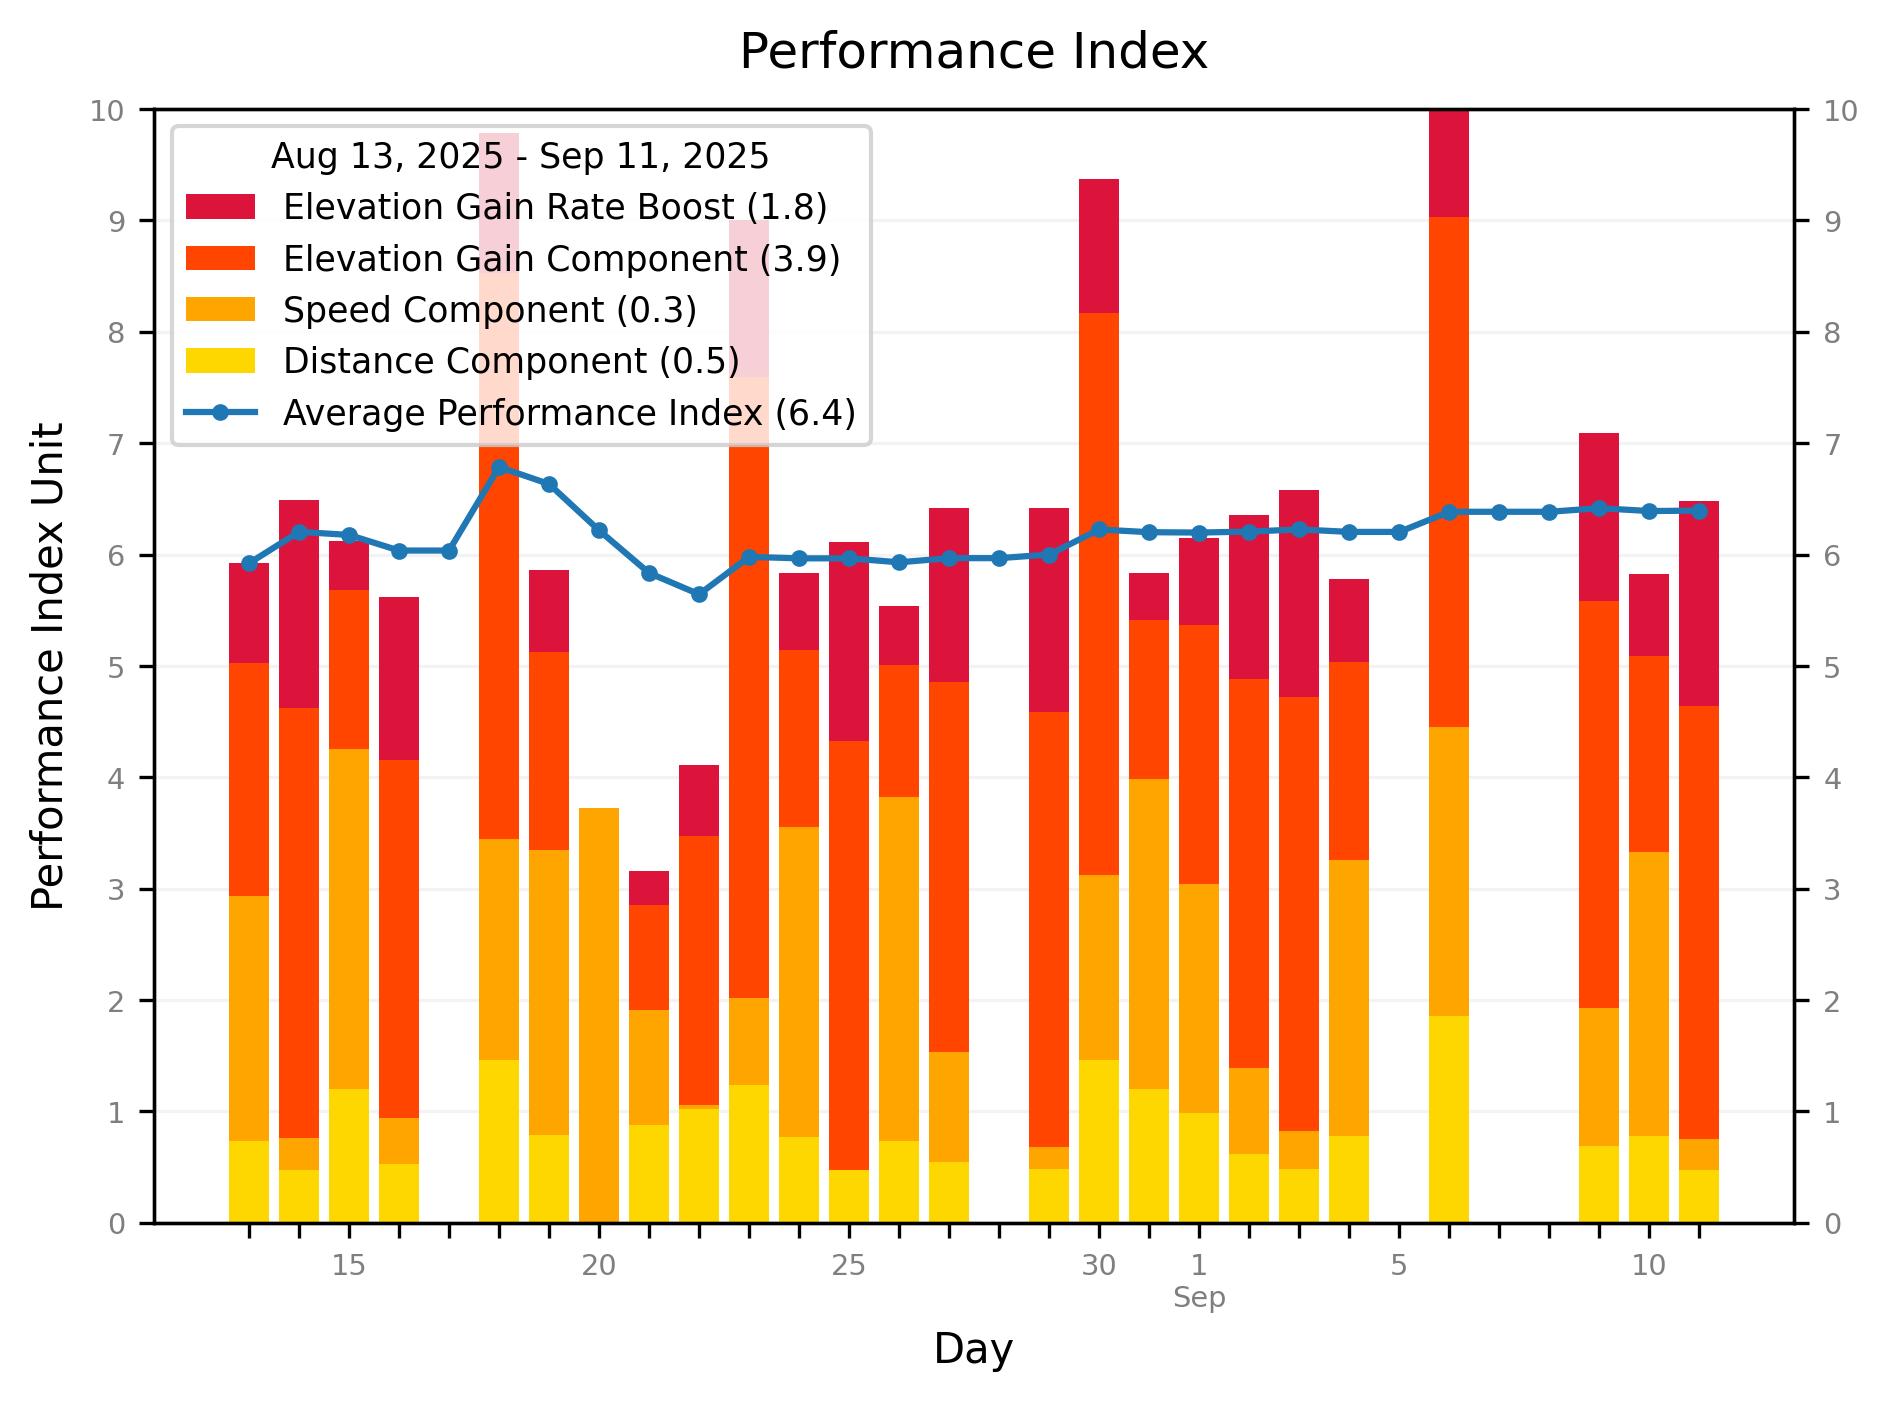 Performance Index
Aug 13, 2025 - Sep 11, 2025
Elevation Gain Rate Boost (1.8)
Elevation Gain Component (3.9)
Speed Component (0.3)
Distance Component (0.5)
Average Performance Index (6.4)
Performance Index Unit
10
9
8
7
6
5
4
3
2
1
0
10
9
8
7
6
5
4
3
2
1
0
15 20 25 30 1 5 10
Sep
Day